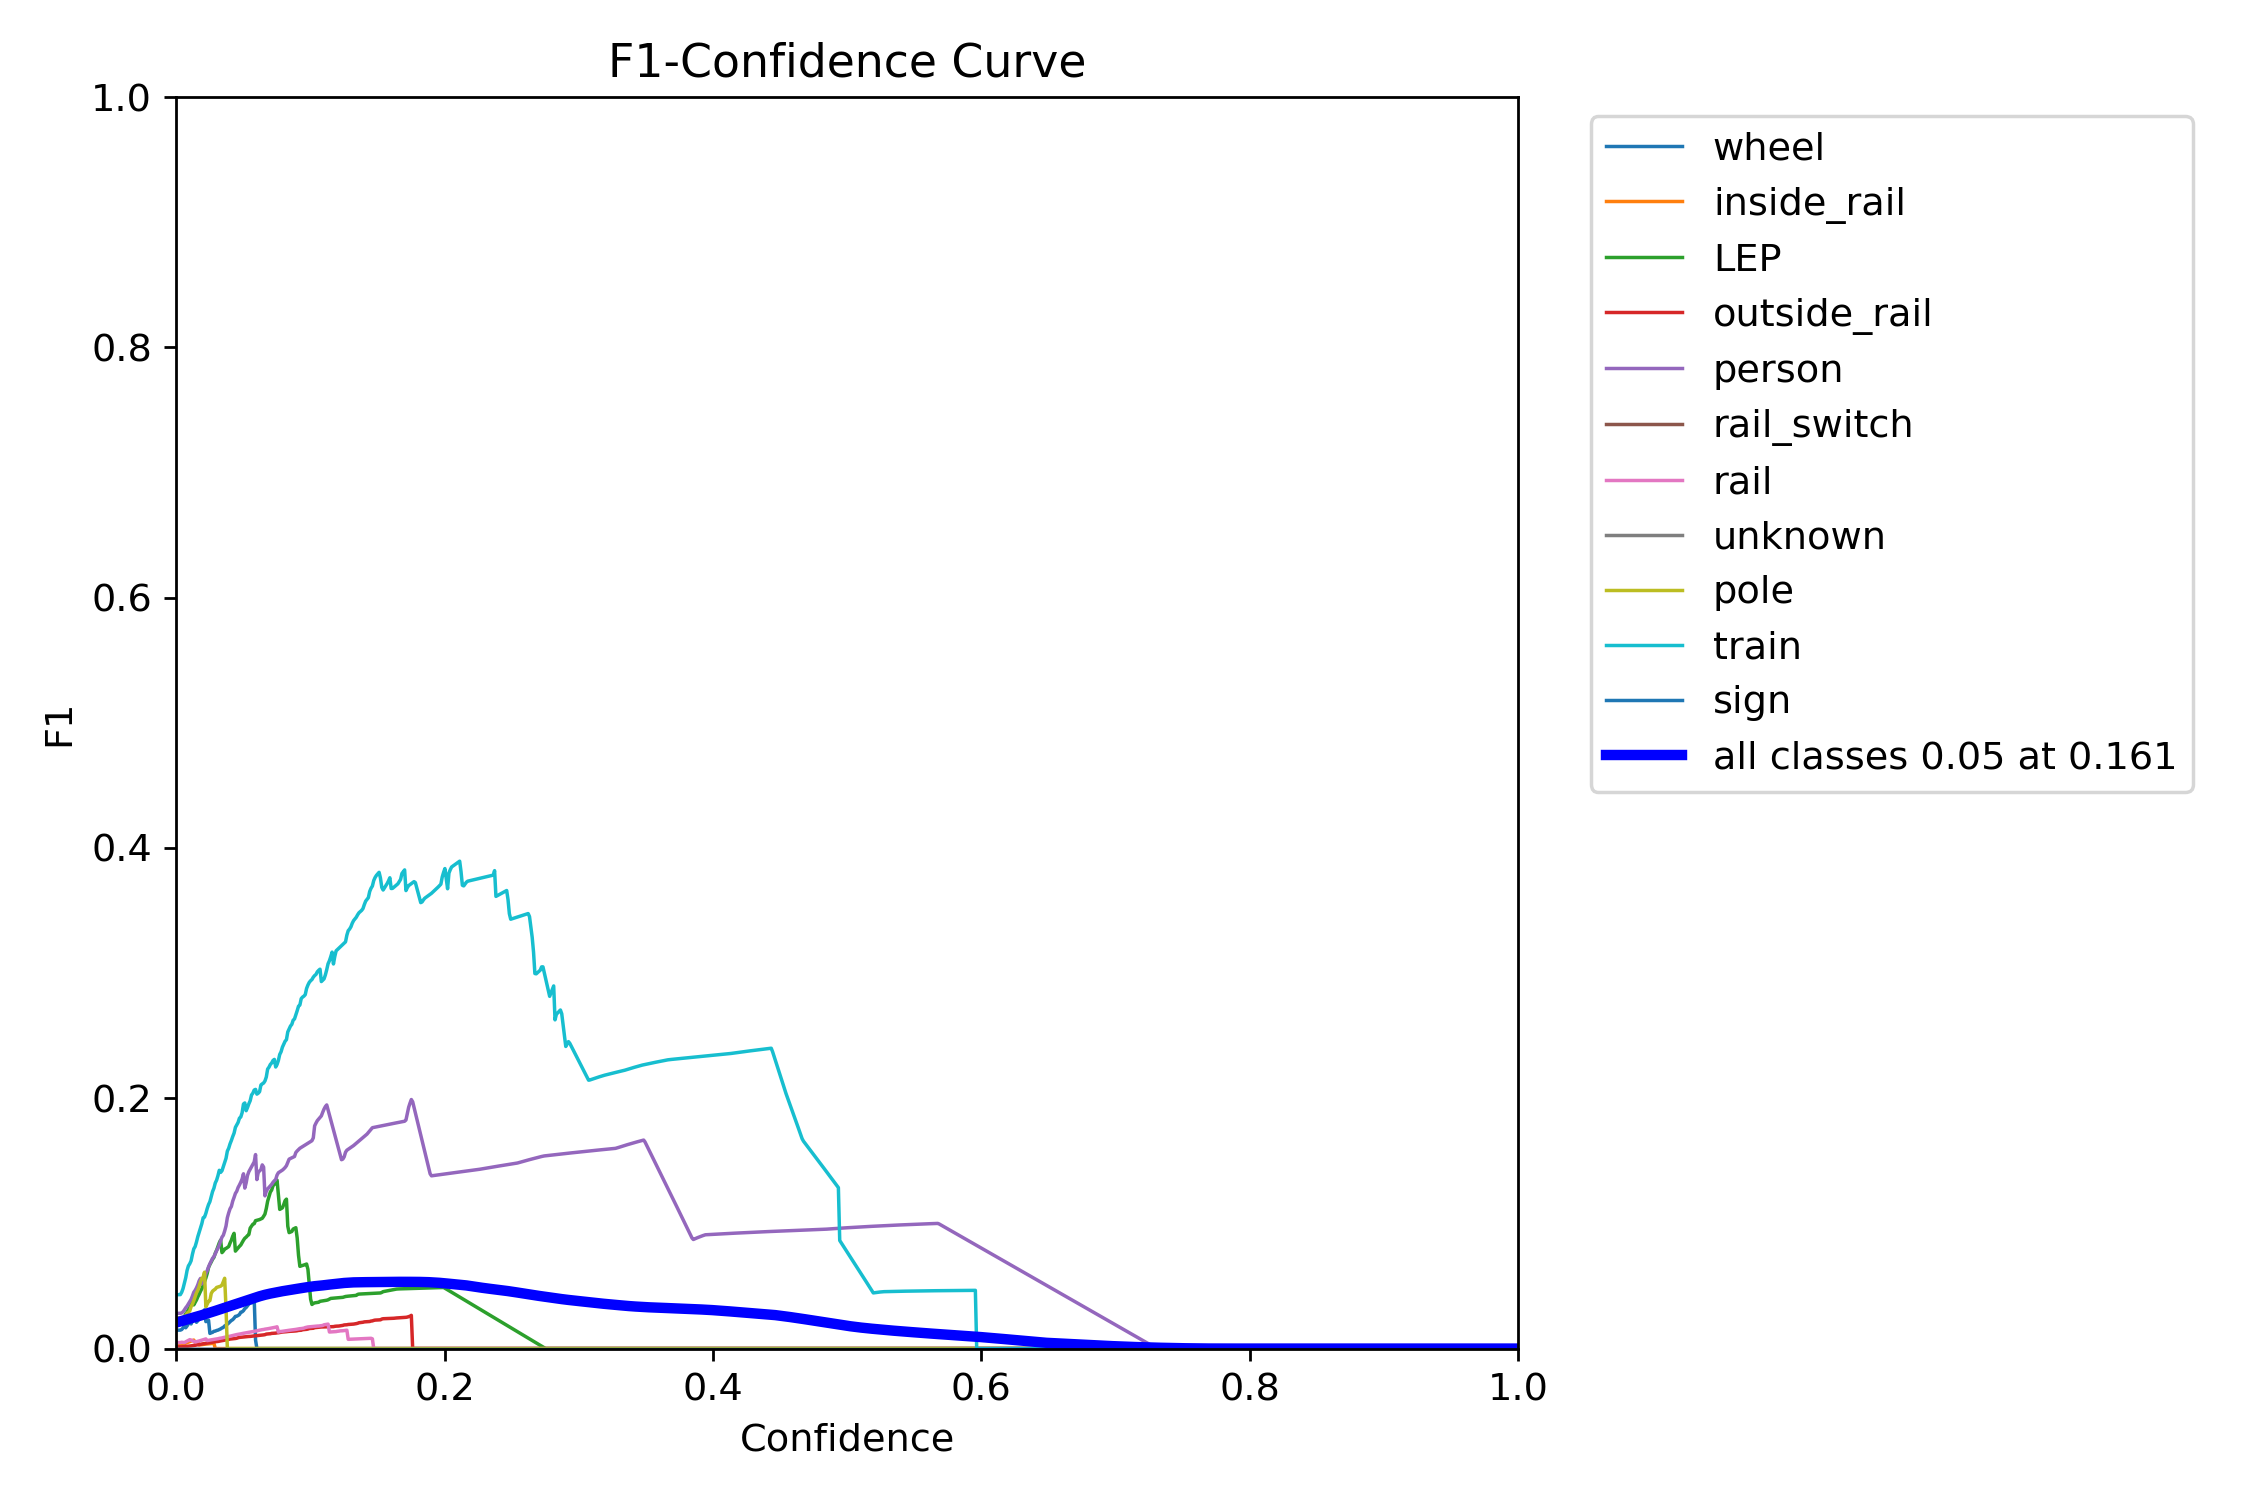 F1-Confidence Curve
1.0
0.8
0.6
0.4
0.2
0.0
F1
0.0 0.2 0.4 0.6 0.8 1.0
Confidence
wheel
inside_rail
LEP
outside_rail
person
rail_switch
rail
unknown
pole
train
sign
all classes 0.05 at 0.161